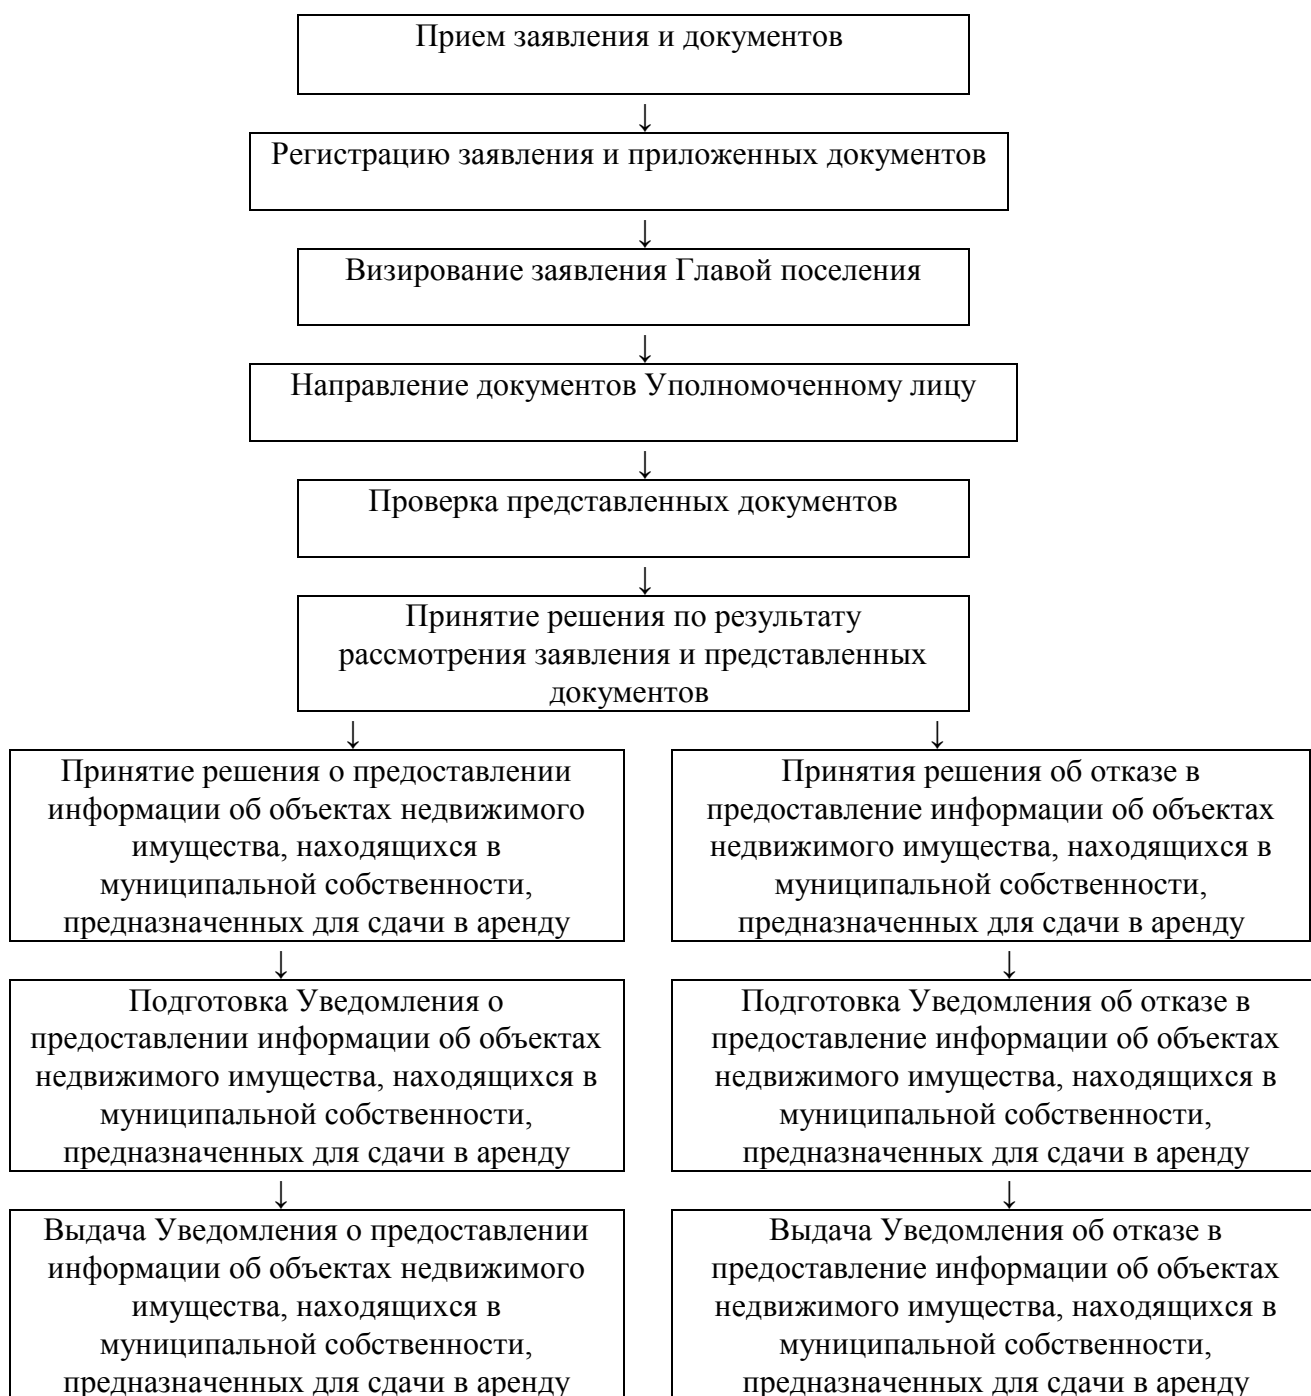 Прием заявления и документов
↓
Регистрацию заявления и приложенных документов
↓
Визирование заявления Главой поселения
↓
Направление документов Уполномоченному лицу
↓
Проверка представленных документов
↓
Принятие решения по результату
рассмотрения заявления и представленных
документов
↓
↓
Принятие решения о предоставлении
информации об объектах недвижимого
имущества, находящихся в
муниципальной собственности,
предназначенных для сдачи в аренду
Принятия решения об отказе в
предоставление информации об объектах
недвижимого имущества, находящихся в
муниципальной собственности,
предназначенных для сдачи в аренду
↓
↓
Подготовка Уведомления о
предоставлении информации об объектах
недвижимого имущества, находящихся в
муниципальной собственности,
предназначенных для сдачи в аренду
Подготовка Уведомления об отказе в
предоставление информации об объектах
недвижимого имущества, находящихся в
муниципальной собственности,
предназначенных для сдачи в аренду
↓
↓
Выдача Уведомления о предоставлении
информации об объектах недвижимого
имущества, находящихся в
муниципальной собственности,
предназначенных для сдачи в аренду
Выдача Уведомления об отказе в
предоставление информации об объектах
недвижимого имущества, находящихся в
муниципальной собственности,
предназначенных для сдачи в аренду